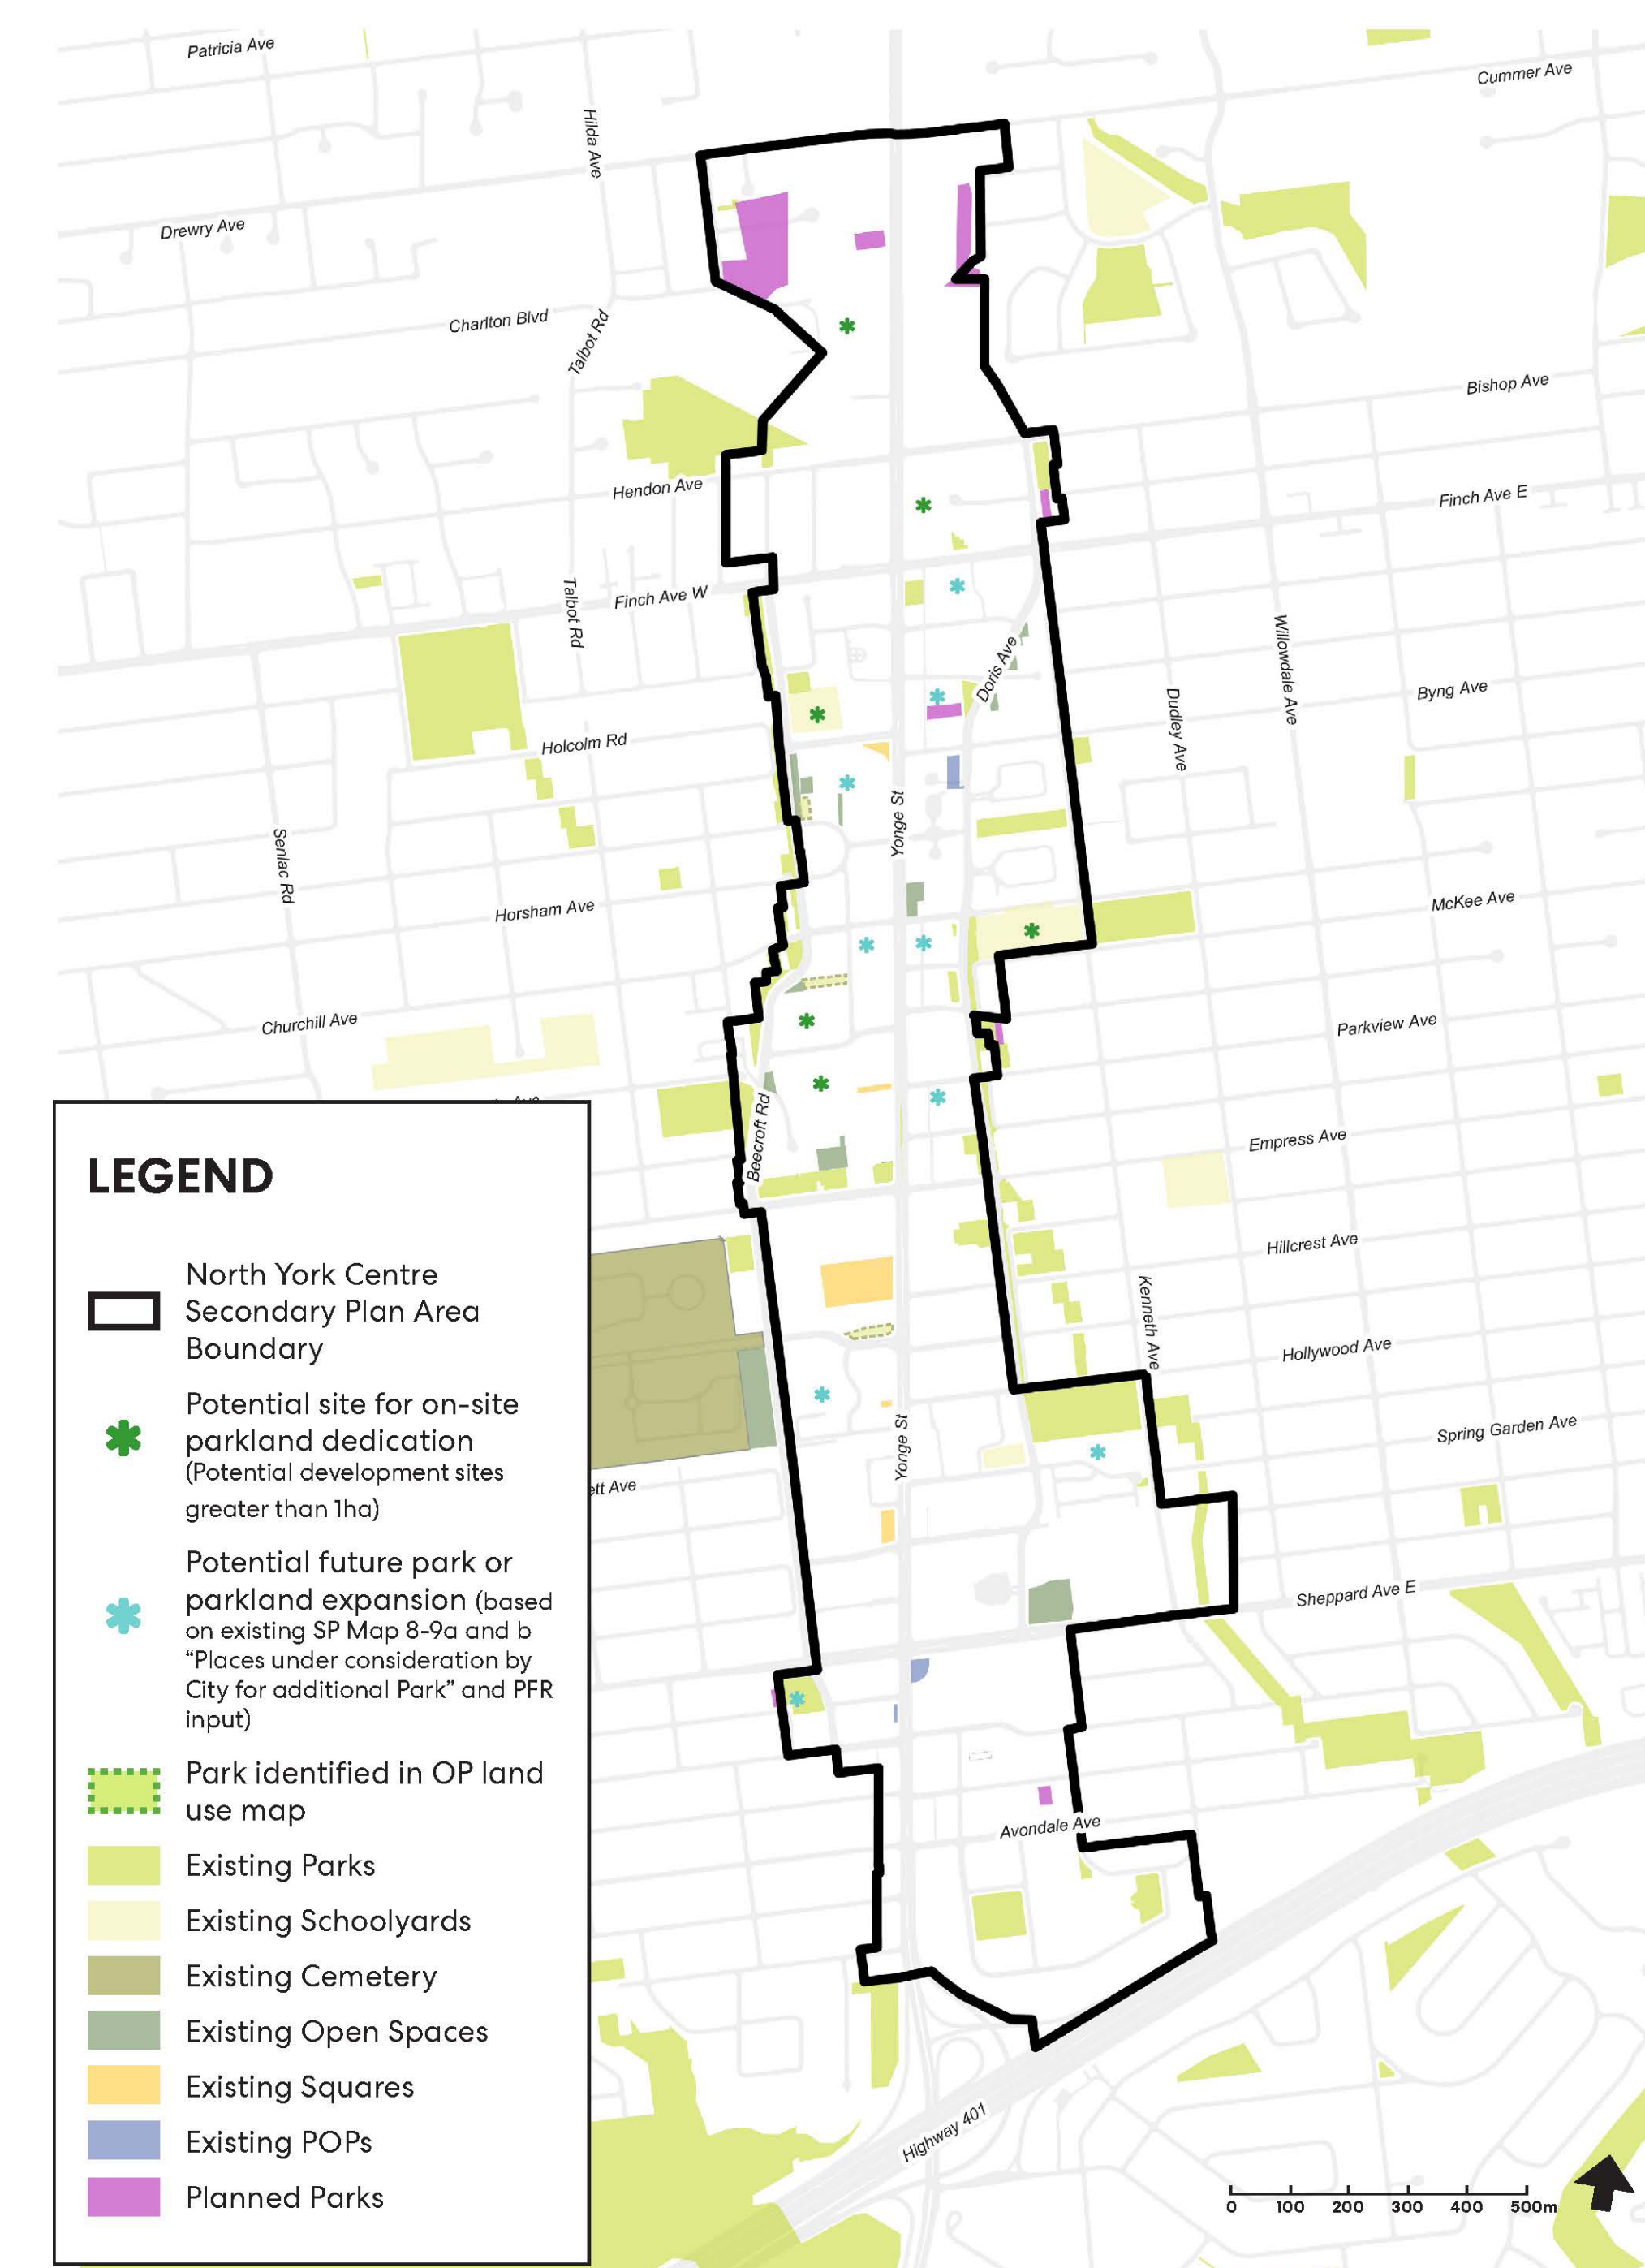 Patricia Ave
Cummer Ave
Hilda Ave
Drewry Ave
Charlton Blvd
Talbot Rd
Bishop Ave
Hendon Ave
Finch Ave E
Talbot Rd
Finch Ave W
Doris Ave
Willowdale Ave
Byng Ave
Dudley Ave
Holcolm Rd
Yonge St
Senlac Rd
McKee Ave
Horsham Ave
Churchill Ave
Parkview Ave
Beecroft Rd
Empress Ave
Hillcrest Ave
Kenneth Ave
Hollywood Ave
Yonge St
Spring Garden Ave
ett Ave
Sheppard Ave E
Avondale Ave
Highway 401
LEGEND
North York Centre
Secondary Plan Area
Boundary
Potential site for on-site
parkland dedication
(Potential development sites
greater than 1ha)
Potential future park or
parkland expansion (based
on existing SP Map 8-9a and b
“Places under consideration by
City for additional Park” and PFR
input)
Park identified in OP land
use map
Existing Parks
Existing Schoolyards
Existing Cemetery
Existing Open Spaces
Existing Squares
Existing POPs
Planned Parks
0 100 200 300 400 500m